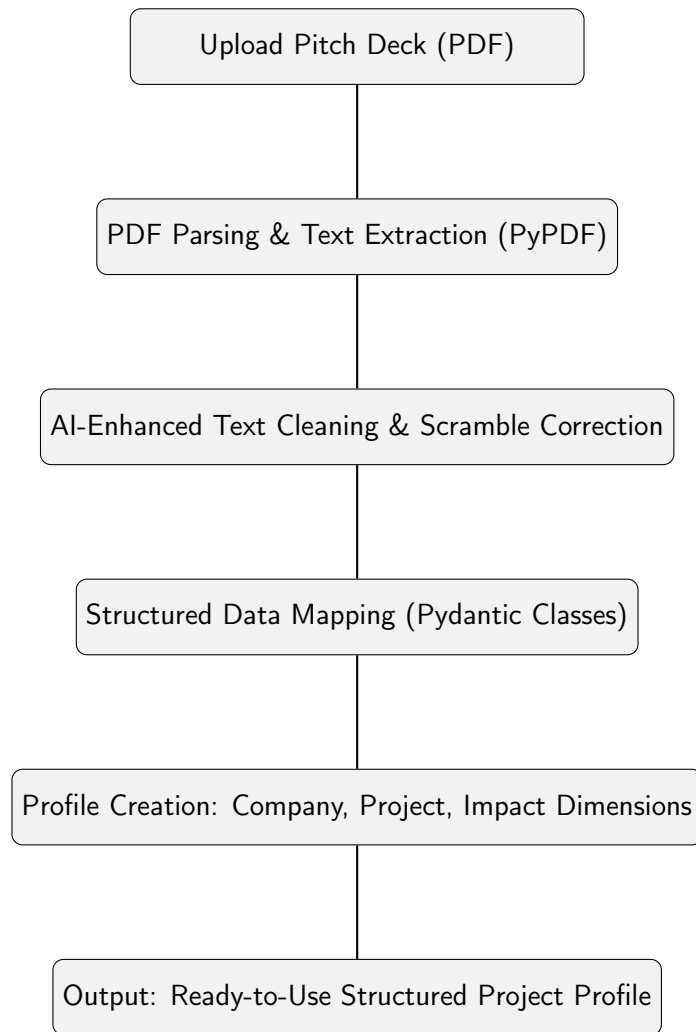 Upload Pitch Deck (PDF)
PDF Parsing & Text Extraction (PyPDF)
AI-Enhanced Text Cleaning & Scramble Correction
Structured Data Mapping (Pydantic Classes)
Profile Creation: Company, Project, Impact Dimensions
Output: Ready-to-Use Structured Project Profile